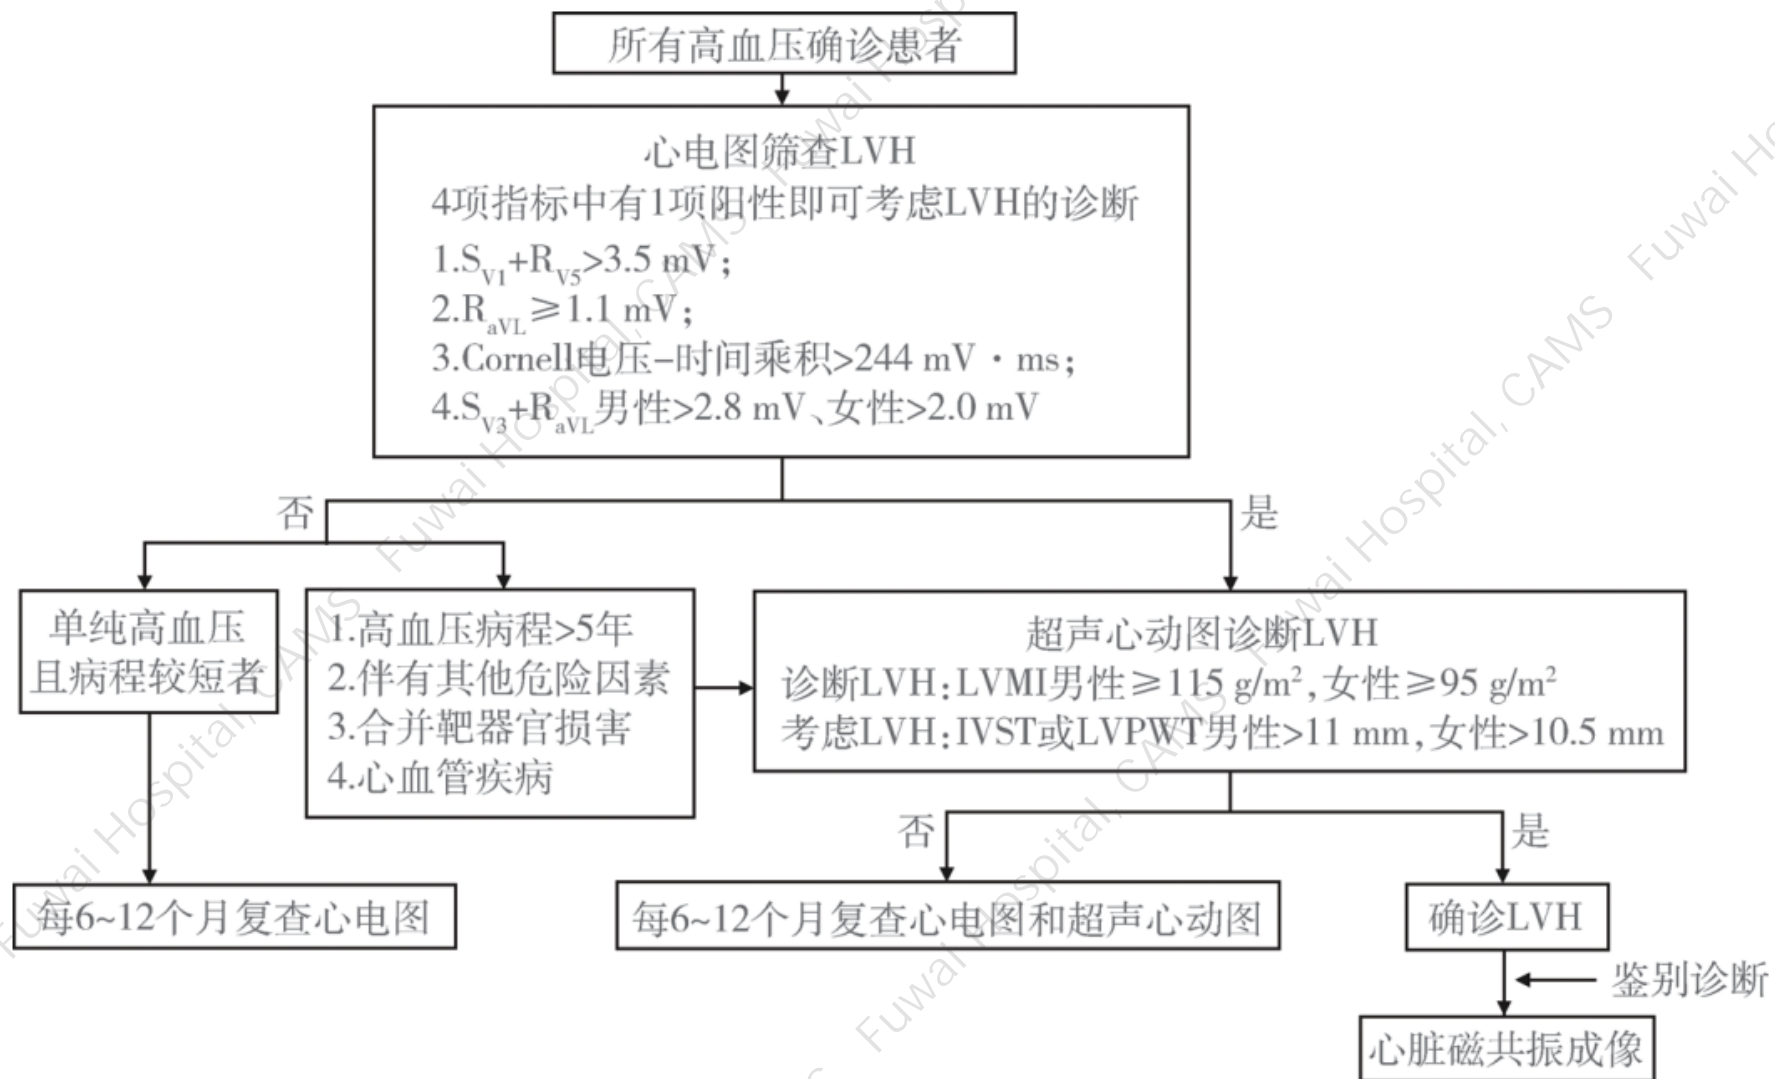 所有高血压确诊患者
心电图筛查LVH
4项指标中有1项阳性即可考虑LVH的诊断
1.SV1+RV5>3.5 mV；
2.RaVL≥1.1 mV；
3.Cornell电压-时间乘积>244 mV·ms；
4.SV3+RaVL男性>2.8 mV、女性>2.0 mV
否
是
单纯高血压
且病程较短者
1.高血压病程>5年
2.伴有其他危险因素
3.合并靶器官损害
4.心血管疾病
超声心动图诊断LVH
诊断LVH：LVMI男性≥115 g/m²，女性≥95 g/m²
考虑LVH：IVST或LVPWT男性>11 mm，女性>10.5 mm
否
是
每6~12个月复查心电图
每6~12个月复查心电图和超声心动图
确诊LVH
鉴别诊断
心脏磁共振成像
Fuwai Hospital, CAMS
Fuwai Hospital, CAMS
Fuwai Hospital, CAMS
Fuwai Hospital, CAMS